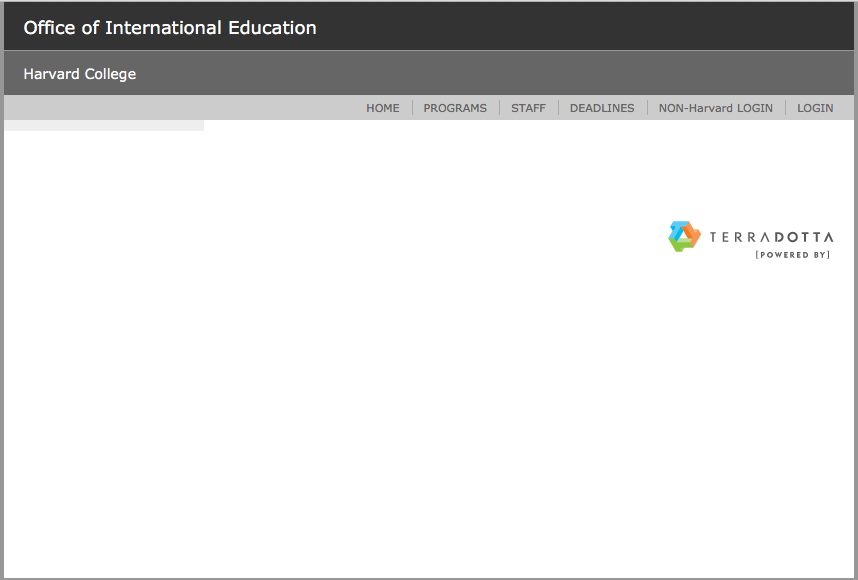 Office of International Education
Harvard College
HOME PROGRAMS STAFF DEADLINES NON-Harvard LOGIN LOGIN
TERRADOTTA
[POWERED BY]